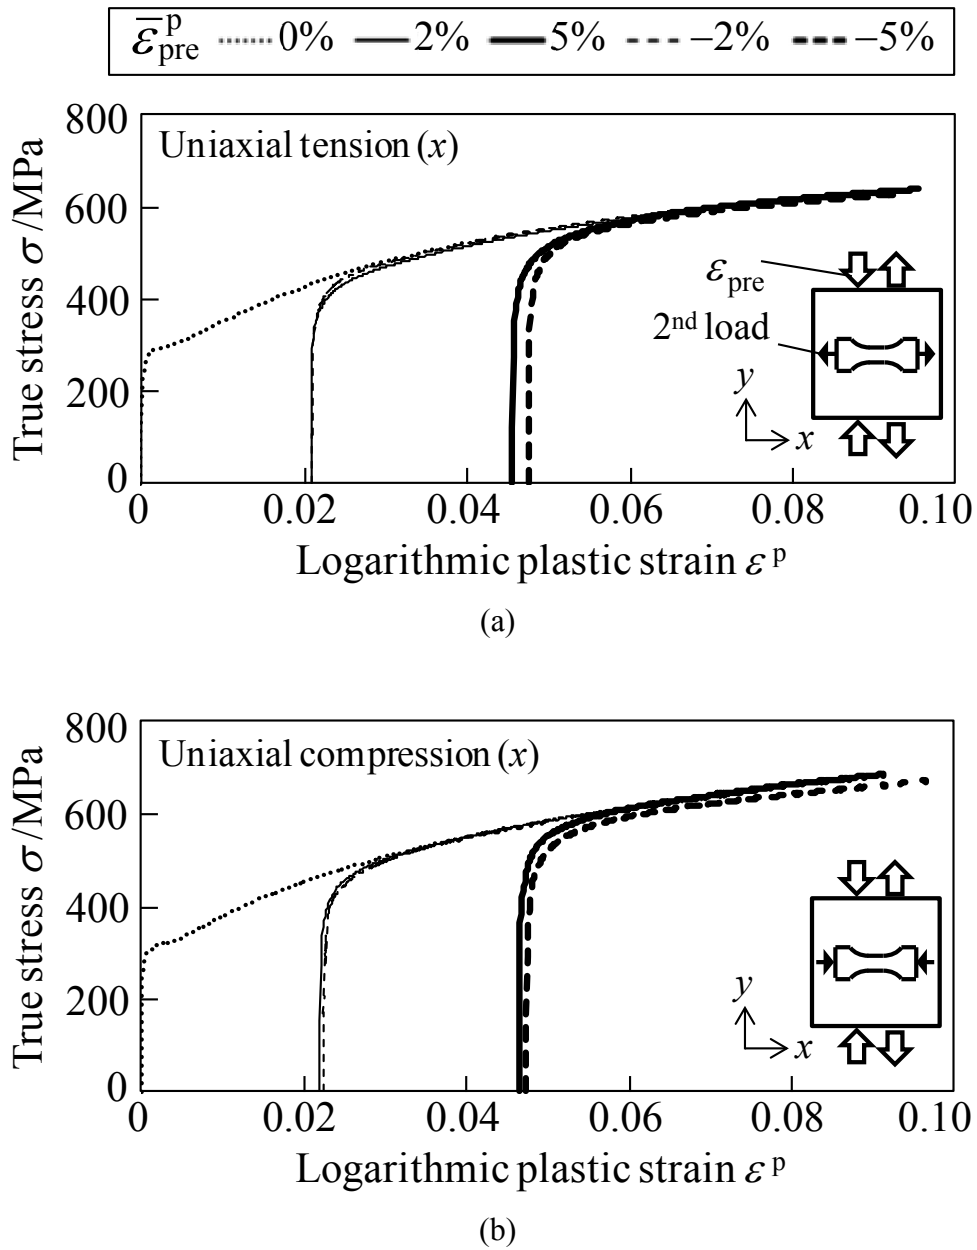 ε̅ᵖpre 0% 2% 5% −2% −5%
800
Uniaxial tension (x)
600
400
200
0
True stress σ /MPa
εpre
2nd load
y
x
0 0.02 0.04 0.06 0.08 0.10
Logarithmic plastic strain εᵖ
(a)
800
Uniaxial compression (x)
600
400
200
0
True stress σ /MPa
y
x
0 0.02 0.04 0.06 0.08 0.10
Logarithmic plastic strain εᵖ
(b)